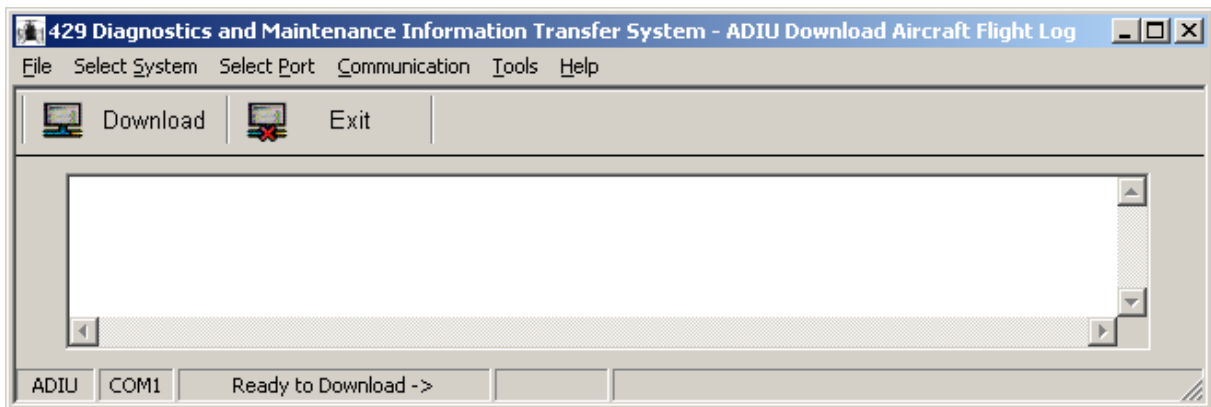 429 Diagnostics and Maintenance Information Transfer System - ADIU Download Aircraft Flight Log
File Select System Select Port Communication Tools Help
Download Exit
ADIU COM1 Ready to Download ->